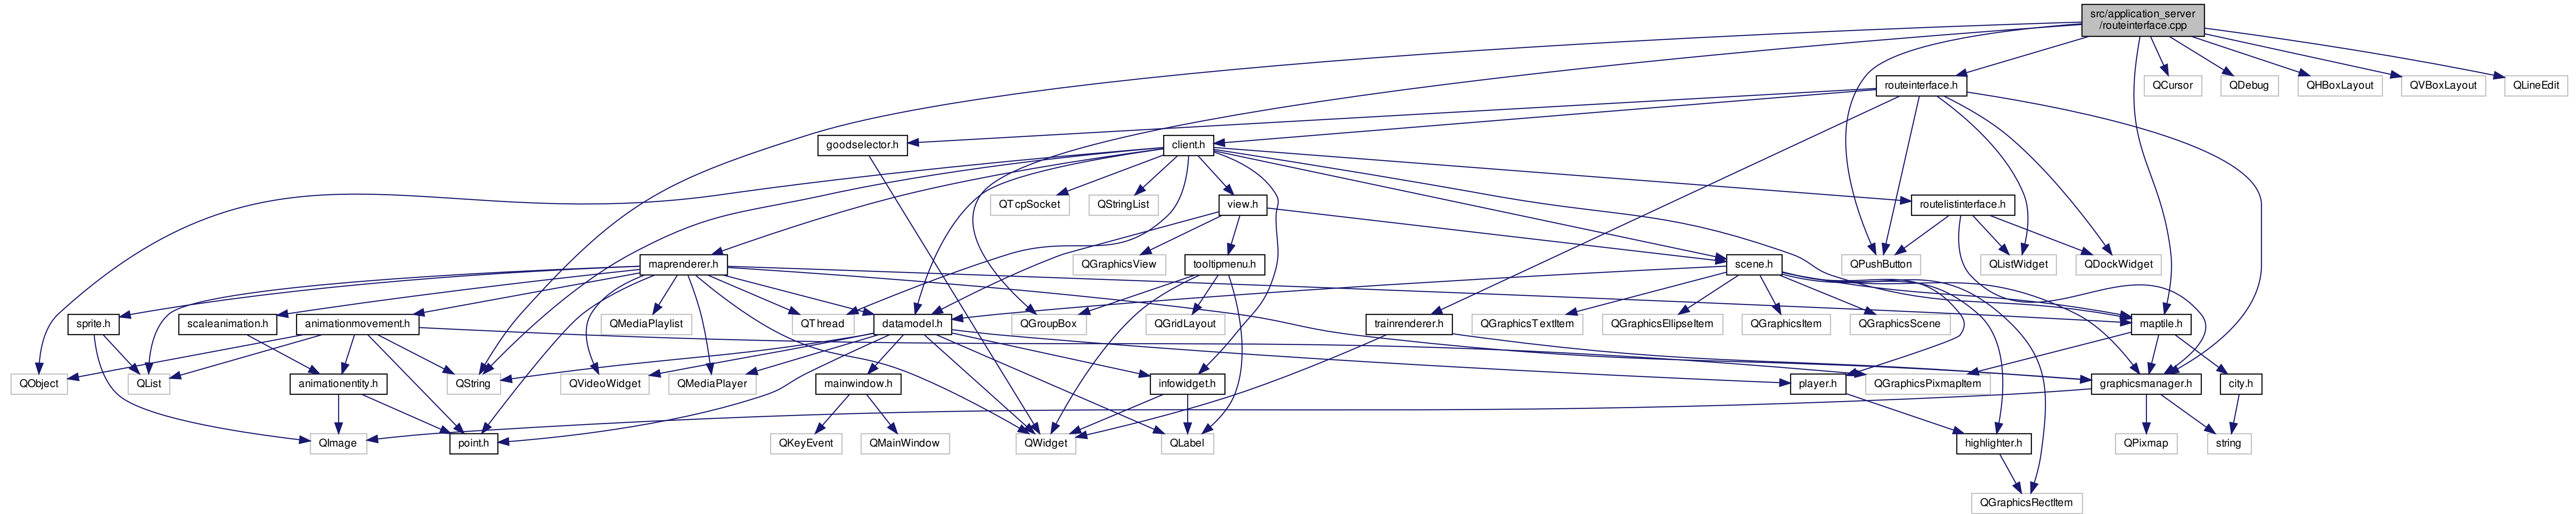 src/application_server
/routeinterface.cpp
routeinterface.h
QCursor
QDebug
QHBoxLayout
QVBoxLayout
QLineEdit
goodselector.h
client.h
QTcpSocket
QStringList
view.h
routelistinterface.h
maprenderer.h
QGraphicsView
tooltipmenu.h
scene.h
QPushButton
QListWidget
QDockWidget
sprite.h
scaleanimation.h
animationmovement.h
QMediaPlaylist
QThread
datamodel.h
QGroupBox
QGridLayout
trainrenderer.h
QGraphicsTextItem
QGraphicsEllipseItem
QGraphicsItem
QGraphicsScene
maptile.h
QObject
QList
animationentity.h
QString
QVideoWidget
QMediaPlayer
mainwindow.h
infowidget.h
player.h
QGraphicsPixmapItem
graphicsmanager.h
city.h
QImage
point.h
QKeyEvent
QMainWindow
QWidget
QLabel
highlighter.h
QPixmap
string
QGraphicsRectItem